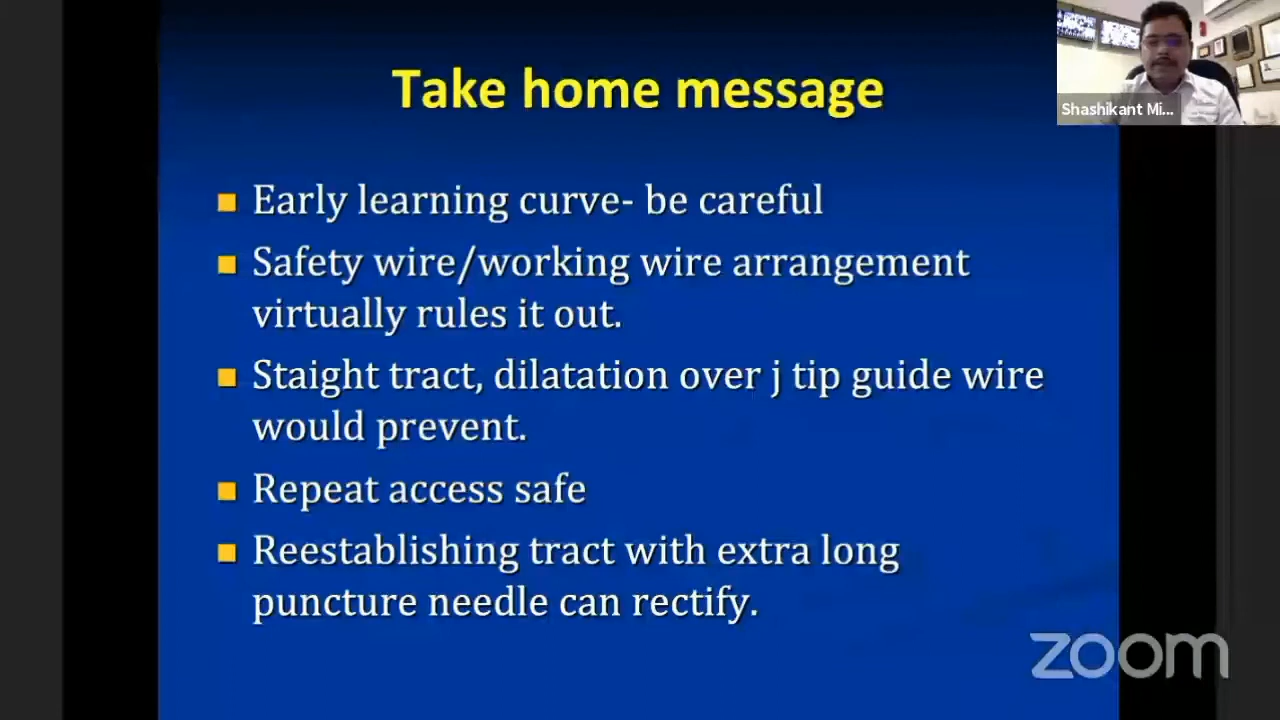 Take home message
Shashikant Mi...
Early learning curve- be careful
Safety wire/working wire arrangement
virtually rules it out.
Staight tract, dilatation over j tip guide wire
would prevent.
Repeat access safe
Reestablishing tract with extra long
puncture needle can rectify.
zoom